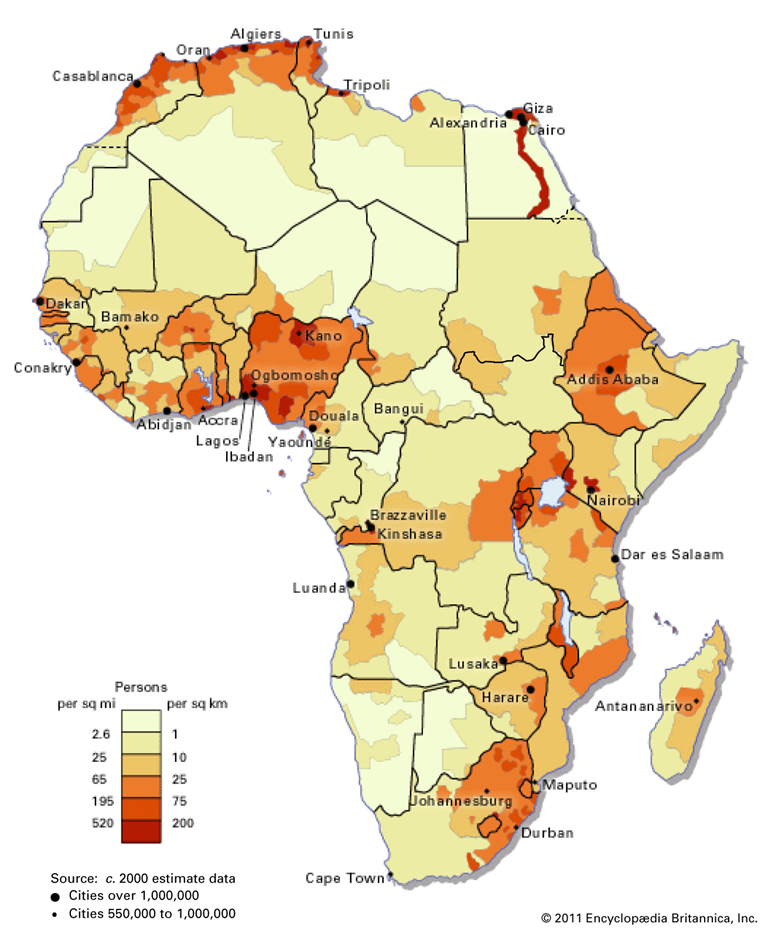 Algiers
Tunis
Oran
Casablanca
Tripoli
Giza
Alexandria
Cairo
Dakar
Bamako
Kano
Conakry
Ogbomosho
Addis Ababa
Douala
Bangui
Abidjan
Accra
Lagos
Yaoundé
Ibadan
Nairobi
Brazzaville
Kinshasa
Dar es Salaam
Luanda
Lusaka
Harare
Antananarivo
Maputo
Johannesburg
Durban
Cape Town
Persons
per sq mi per sq km
2.6 1
25 10
65 25
195 75
520 200
Source: c. 2000 estimate data
Cities over 1,000,000
Cities 550,000 to 1,000,000
© 2011 Encyclopædia Britannica, Inc.